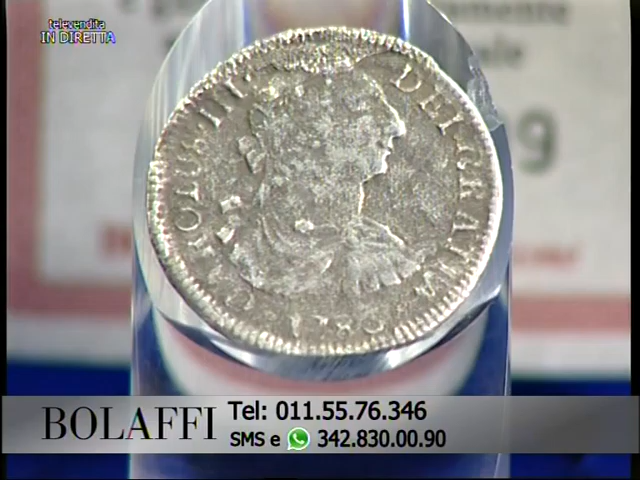 televendita
IN DIRETTA
CAROLUS·III· DEI·GRATIA
BOLAFFI
Tel: 011.55.76.346
SMS e 342.830.00.90